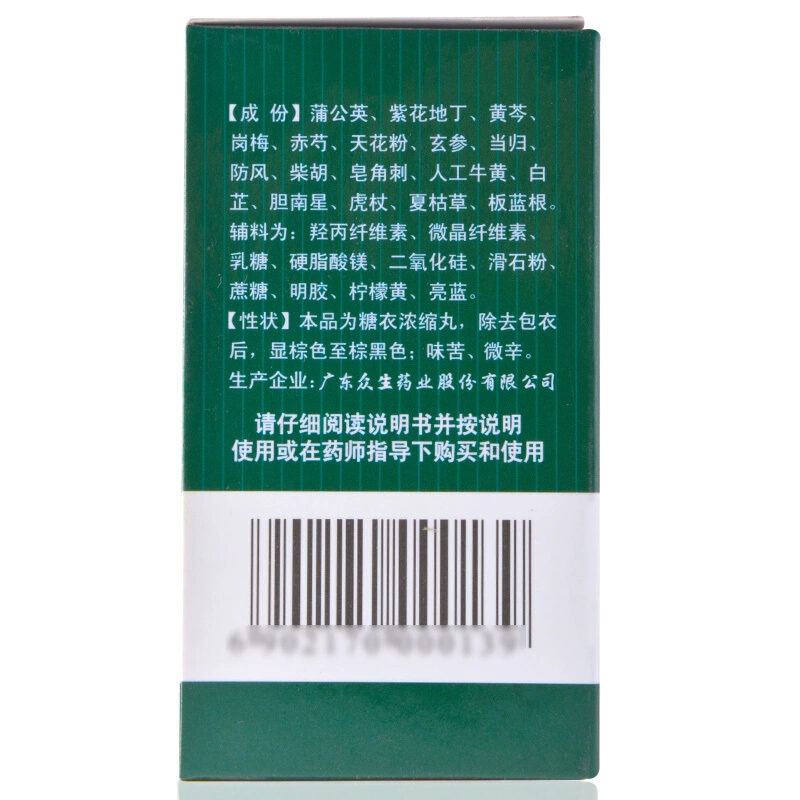 【成 份】蒲公英、紫花地丁、黄芩、
岗梅、赤芍、天花粉、玄参、当归、
防风、柴胡、皂角刺、人工牛黄、白
芷、胆南星、虎杖、夏枯草、板蓝根。
辅料为：羟丙纤维素、微晶纤维素、
乳糖、硬脂酸镁、二氧化硅、滑石粉、
蔗糖、明胶、柠檬黄、亮蓝。
【性状】本品为糖衣浓缩丸，除去包衣
后，显棕色至棕黑色；味苦、微辛。
生产企业：广东众生药业股份有限公司
请仔细阅读说明书并按说明
使用或在药师指导下购买和使用
6 902170 000139